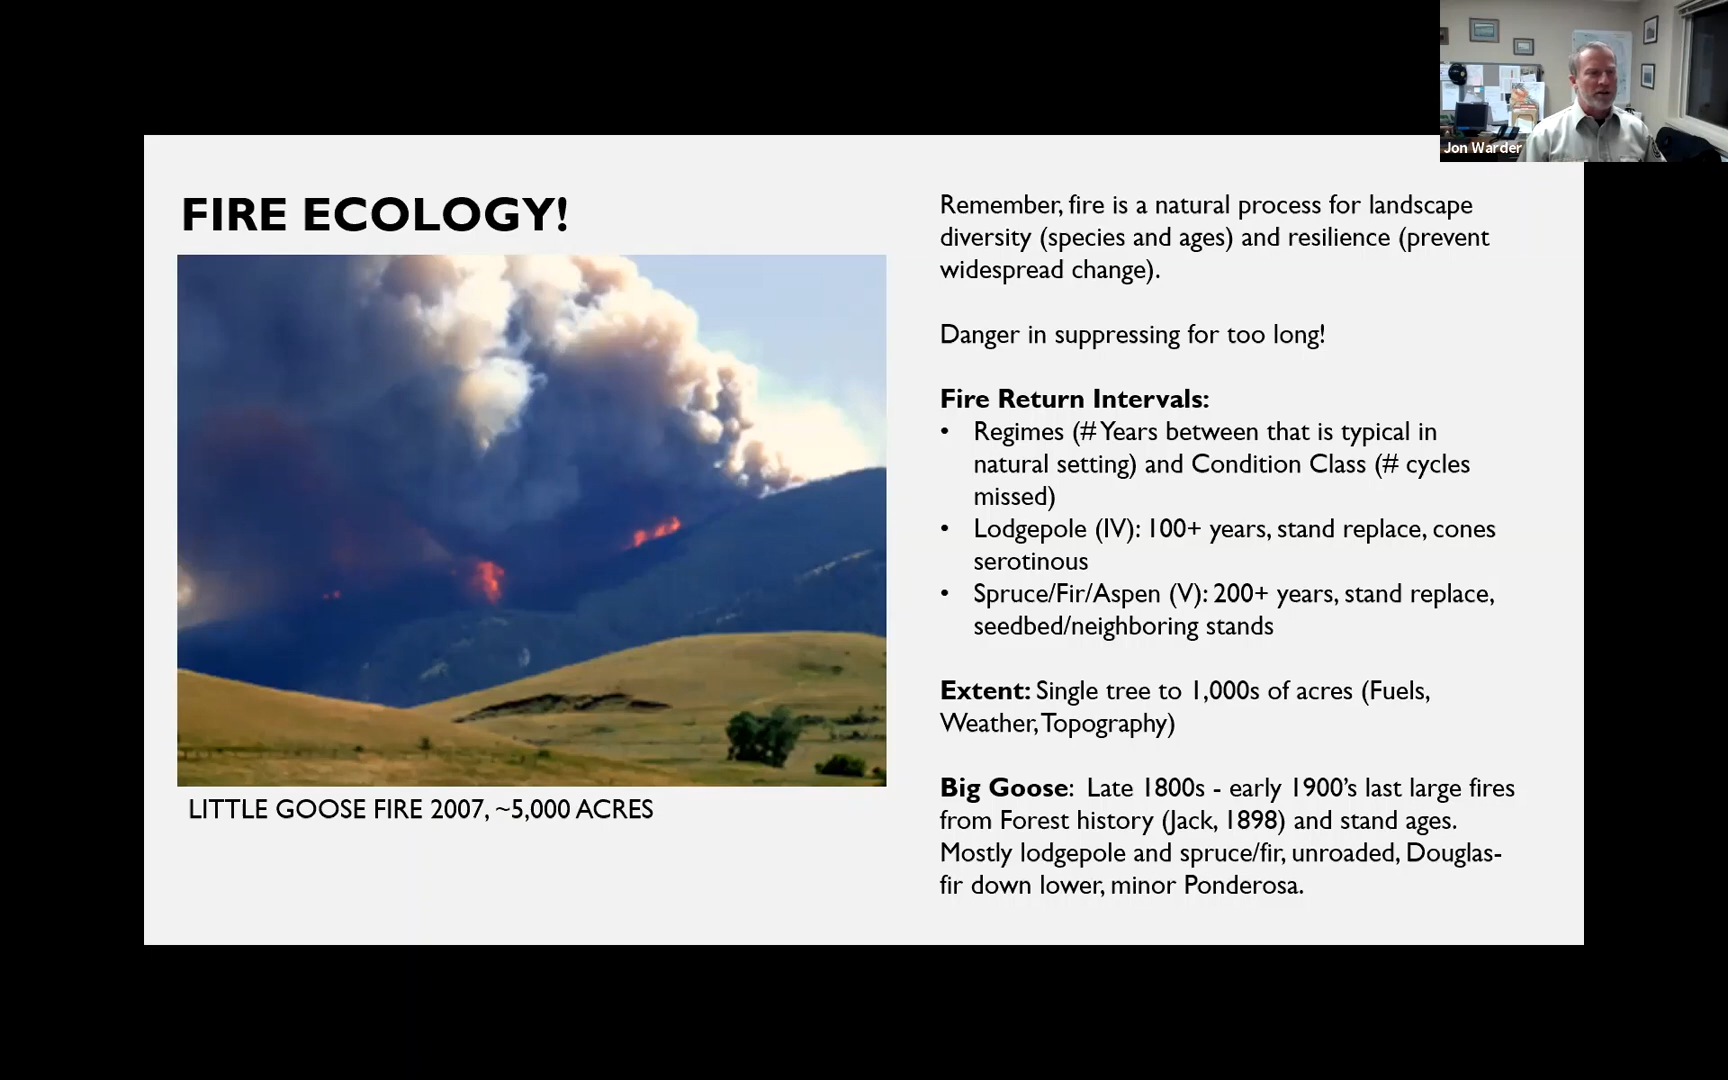 Jon Warder
FIRE ECOLOGY!
LITTLE GOOSE FIRE 2007, ~5,000 ACRES
Remember, fire is a natural process for landscape
diversity (species and ages) and resilience (prevent
widespread change).
Danger in suppressing for too long!
Fire Return Intervals:
• Regimes (# Years between that is typical in
natural setting) and Condition Class (# cycles
missed)
• Lodgepole (IV): 100+ years, stand replace, cones
serotinous
• Spruce/Fir/Aspen (V): 200+ years, stand replace,
seedbed/neighboring stands
Extent: Single tree to 1,000s of acres (Fuels,
Weather, Topography)
Big Goose: Late 1800s - early 1900’s last large fires
from Forest history (Jack, 1898) and stand ages.
Mostly lodgepole and spruce/fir, unroaded, Douglas-
fir down lower, minor Ponderosa.